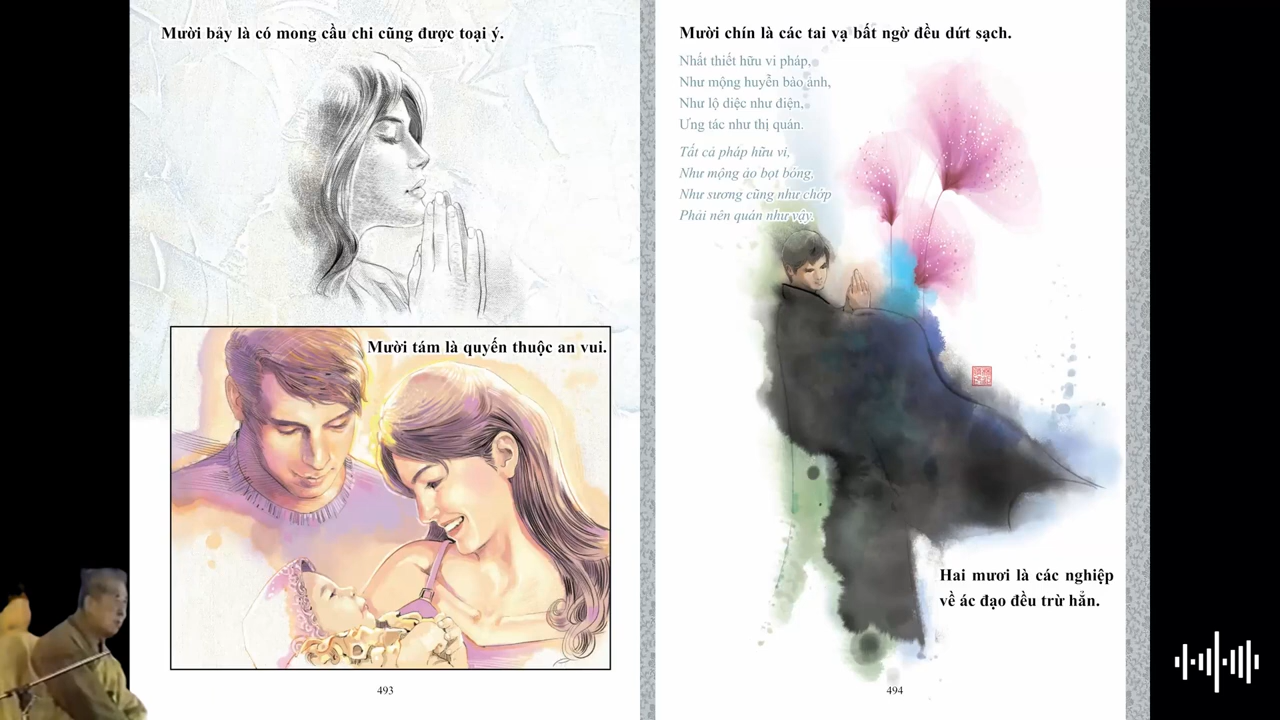 Mười bảy là có mong cầu chi cũng được toại ý.
Mười tám là quyến thuộc an vui.
493
Mười chín là các tai vạ bất ngờ đều dứt sạch.
Nhất thiết hữu vi pháp,
Như mộng huyễn bào ảnh,
Như lộ diệc như điện,
Ưng tác như thị quán.
Tất cả pháp hữu vi,
Như mộng ảo bọt bóng,
Như sương cũng như chớp
Phải nên quán như vậy.
Hai mươi là các nghiệp
về ác đạo đều trừ hẳn.
494